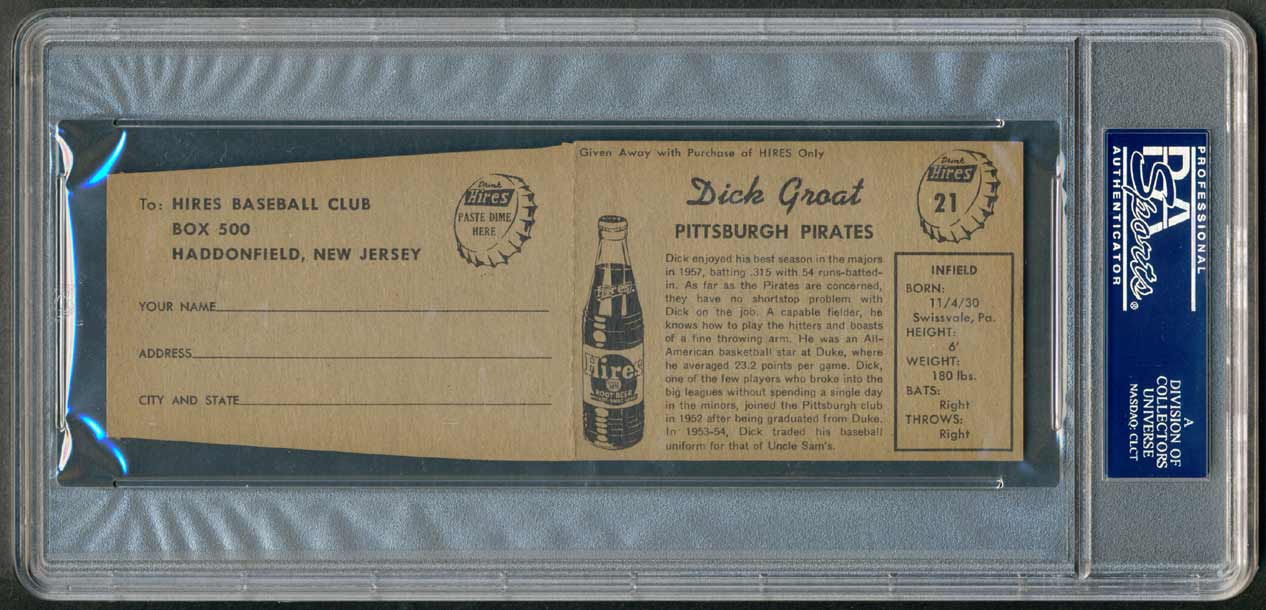 To: HIRES BASEBALL CLUB
BOX 500
HADDONFIELD, NEW JERSEY
Drink
Hires
PASTE DIME
HERE
YOUR NAME
ADDRESS
CITY AND STATE
Given Away with Purchase of HIRES Only
Dick Groat
PITTSBURGH PIRATES
Drink
Hires
21
Hires
Hires
ROOT BEER
Dick enjoyed his best season in the majors
in 1957, batting .315 with 54 runs-batted-
in. As far as the Pirates are concerned,
they have no shortstop problem with
Dick on the job. A capable fielder, he
knows how to play the hitters and boasts
of a fine throwing arm. He was an All-
American basketball star at Duke, where
he averaged 23.2 points per game. Dick,
one of the few players who broke into the
big leagues without spending a single day
in the minors, joined the Pittsburgh club
in 1952 after being graduated from Duke.
In 1953-54, Dick traded his baseball
uniform for that of Uncle Sam's.
INFIELD
BORN:
11/4/30
Swissvale, Pa.
HEIGHT:
6'
WEIGHT:
180 lbs.
BATS:
Right
THROWS:
Right
PROFESSIONAL
PSA
Sports®
AUTHENTICATOR
A
DIVISION OF
COLLECTORS
UNIVERSE
NASDAQ: CLCT